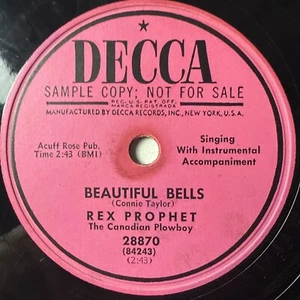 DECCA
SAMPLE COPY; NOT FOR SALE
REG. U.S. PAT. OFF.
MARCA REGISTRADA
MANUFACTURED BY DECCA RECORDS, INC., NEW YORK, U.S.A.
Acuff Rose Pub.
Time 2:43 (BMI)
Singing
With Instrumental
Accompaniment
BEAUTIFUL BELLS
(Connie Taylor)
REX PROPHET
The Canadian Plowboy
28870
(84243)
(2:43)